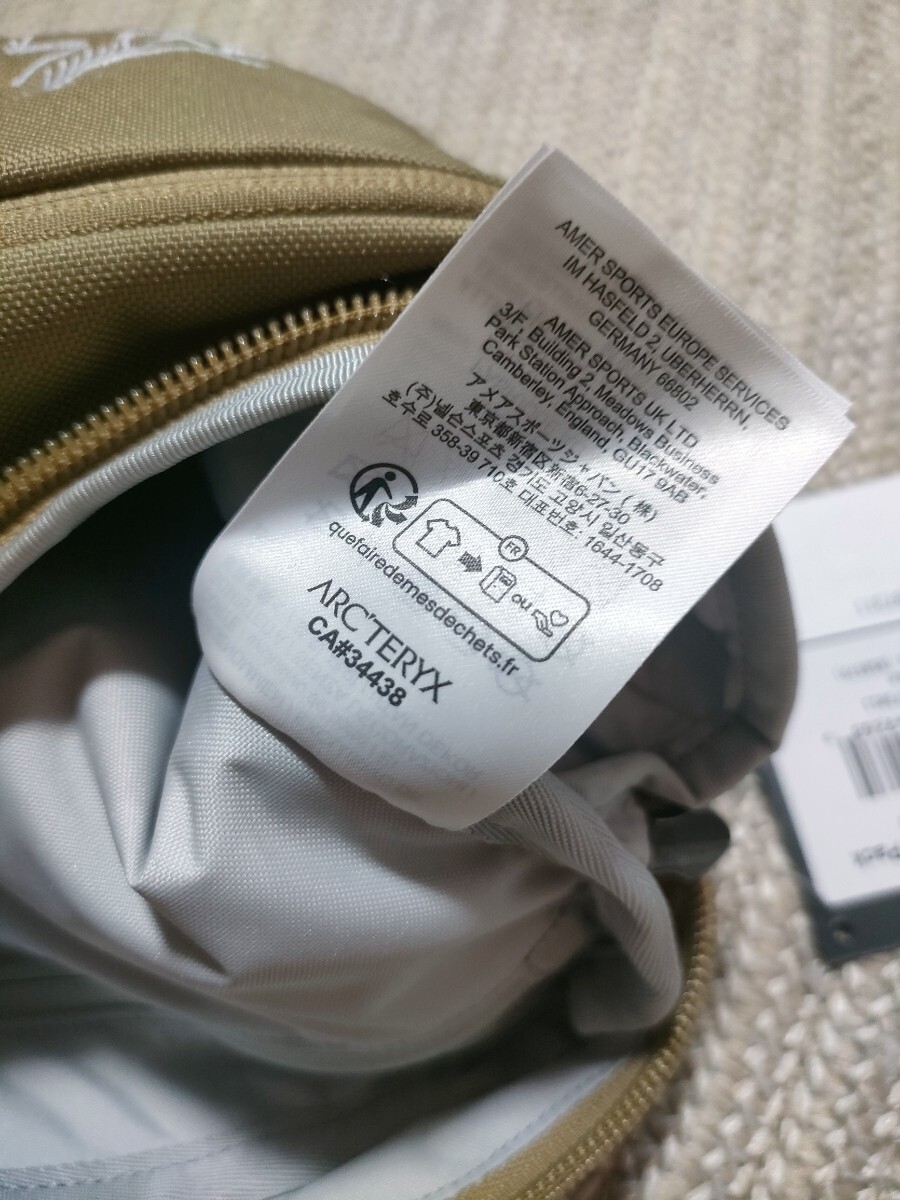 AMER SPORTS EUROPE SERVICES
IM HASFELD 2, UBERHERRN,
GERMANY 66802
AMER SPORTS UK LTD
3/F, Building 2, Meadows Business
Park Station Approach, Blackwater,
Camberley, England, GU17 9AB
アメアスポーツジャパン(株)
東京都新宿区新宿6-27-30
(주)넬슨스포츠 경기도 고양시 일산동구
호수로 358-39 710호 대표번호: 1644-1708
FR
ou
quefairedemesdechets.fr
ARC'TERYX
CA#34438